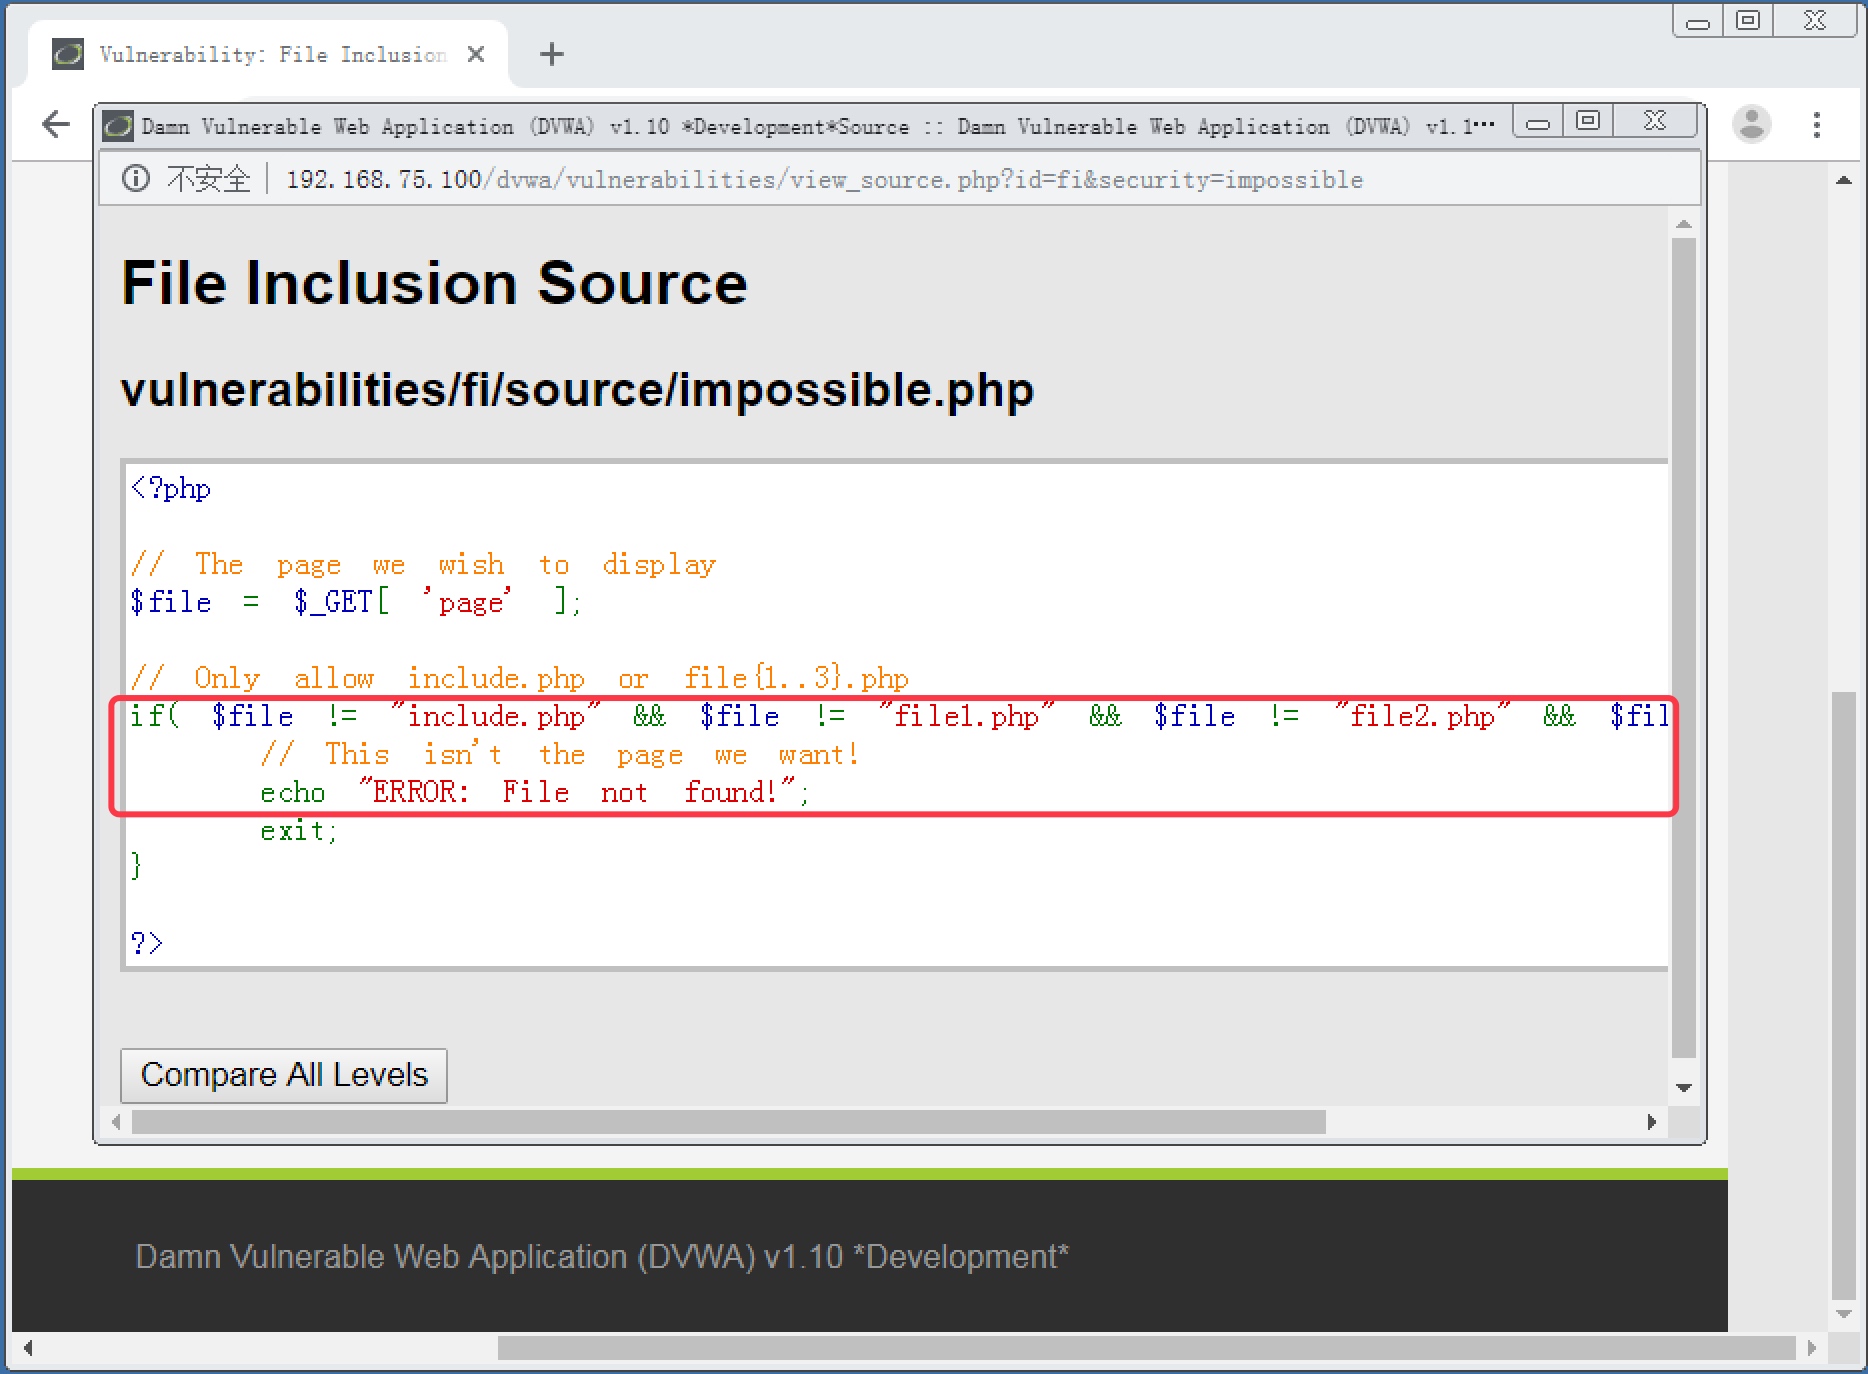 Vulnerability: File Inclusion
Damn Vulnerable Web Application (DVWA) v1.10 *Development*Source :: Damn Vulnerable Web Application (DVWA) v1.1...
不安全 192.168.75.100/dvwa/vulnerabilities/view_source.php?id=fi&security=impossible
File Inclusion Source
vulnerabilities/fi/source/impossible.php
<?php
// The page we wish to display
$file = $_GET[ 'page' ];
// Only allow include.php or file{1..3}.php
if( $file != "include.php" && $file != "file1.php" && $file != "file2.php" && $fil
// This isn't the page we want!
echo "ERROR: File not found!";
exit;
}
?>
Compare All Levels
Damn Vulnerable Web Application (DVWA) v1.10 *Development*